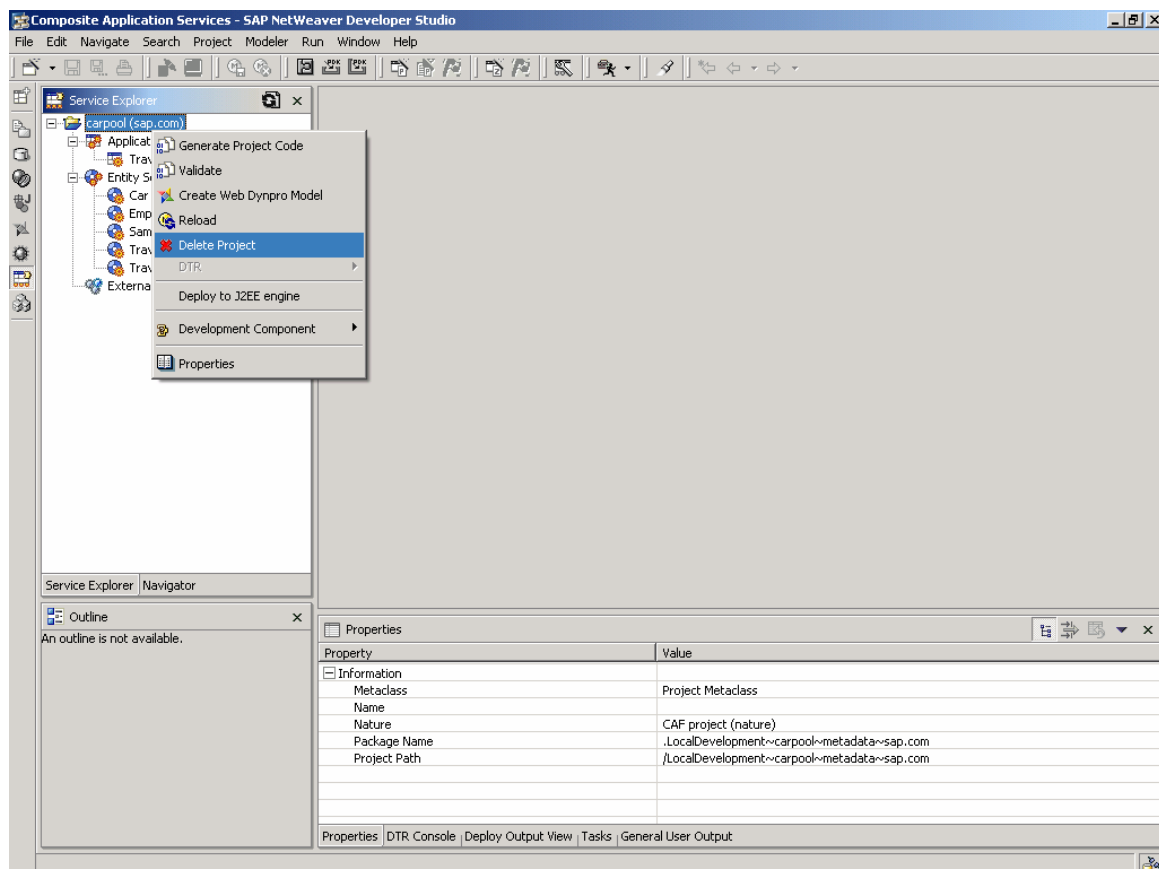 Composite Application Services - SAP NetWeaver Developer Studio
File Edit Navigate Search Project Modeler Run Window Help
Service Explorer
carpool (sap.com)
Applicat
Trav
Entity S
Car
Emp
Sam
Trav
Trav
Externa
Generate Project Code
Validate
Create Web Dynpro Model
Reload
Delete Project
DTR
Deploy to J2EE engine
Development Component
Properties
Service Explorer Navigator
Outline
An outline is not available.
Properties
Property Value
Information
Metaclass Project Metaclass
Name
Nature CAF project (nature)
Package Name .LocalDevelopment~carpool~metadata~sap.com
Project Path /LocalDevelopment~carpool~metadata~sap.com
Properties DTR Console Deploy Output View Tasks General User Output